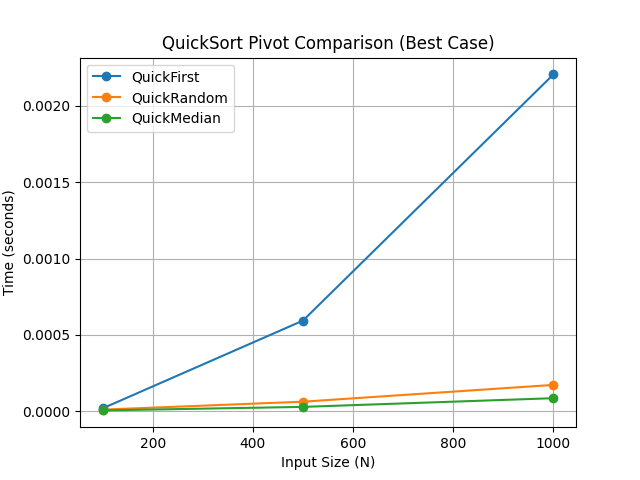 QuickSort Pivot Comparison (Best Case)
QuickFirst
QuickRandom
QuickMedian
0.0020
0.0015
0.0010
0.0005
0.0000
Time (seconds)
200 400 600 800 1000
Input Size (N)